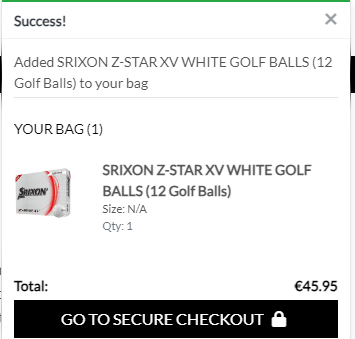 Success!
×
Added SRIXON Z-STAR XV WHITE GOLF BALLS (12
Golf Balls) to your bag
YOUR BAG (1)
SRIXON
SRIXON Z-STAR XV WHITE GOLF
BALLS (12 Golf Balls)
Size: N/A
Qty: 1
Total: €45.95
GO TO SECURE CHECKOUT